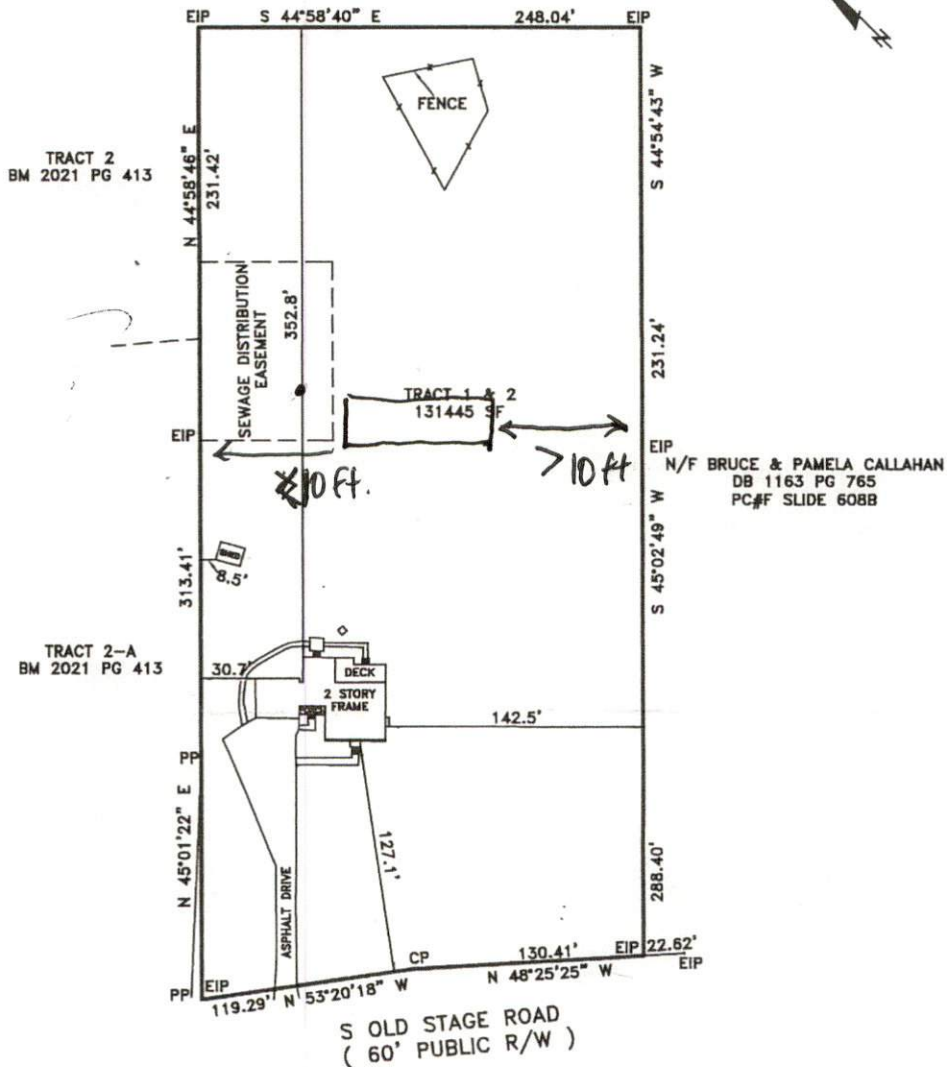 EIP S 44°58'40" E 248.04' EIP
N
FENCE
TRACT 2
BM 2021 PG 413
N 44°58'46" E
231.42'
S 44°54'43" W
SEWAGE DISTRIBUTION
EASEMENT
352.8'
231.24'
TRACT 1 & 2
131445 SF
EIP
10 ft.
>10 ft
EIP
N/F BRUCE & PAMELA CALLAHAN
DB 1163 PG 765
PC#F SLIDE 608B
S 45°02'49" W
313.41'
SHED
8.5'
TRACT 2-A
BM 2021 PG 413
30.7'
DECK
2 STORY
FRAME
142.5'
PP
N 45°01'22" E
127.1'
ASPHALT DRIVE
288.40'
PP EIP
119.29' N 53°20'18" W
CP
130.41'
N 48°25'25" W
EIP 22.62'
EIP
S OLD STAGE ROAD
( 60' PUBLIC R/W )